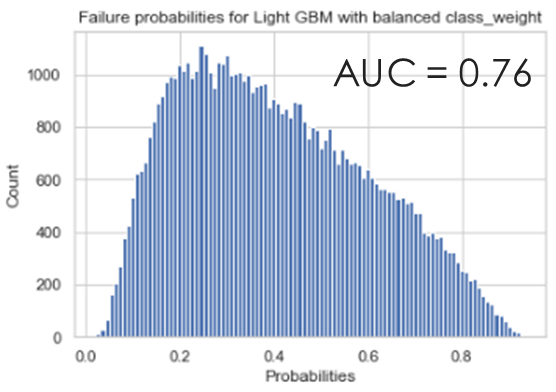 Failure probabilities for Light GBM with balanced class_weight
AUC = 0.76
1000
800
600
400
200
0
Count
0.0 0.2 0.4 0.6 0.8
Probabilities